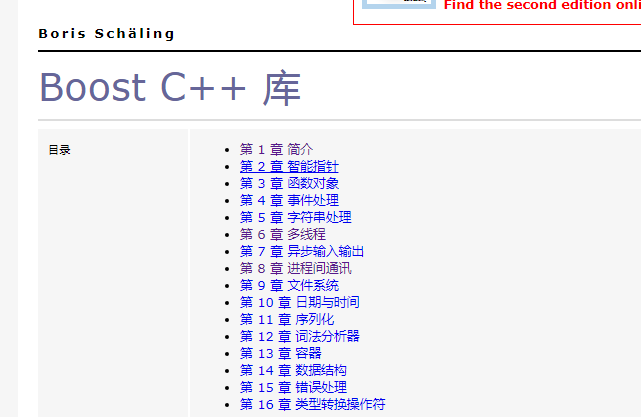 Find the second edition onli
Boris Schäling
Boost C++ 库
目录
第 1 章 简介
第 2 章 智能指针
第 3 章 函数对象
第 4 章 事件处理
第 5 章 字符串处理
第 6 章 多线程
第 7 章 异步输入输出
第 8 章 进程间通讯
第 9 章 文件系统
第 10 章 日期与时间
第 11 章 序列化
第 12 章 词法分析器
第 13 章 容器
第 14 章 数据结构
第 15 章 错误处理
第 16 章 类型转换操作符